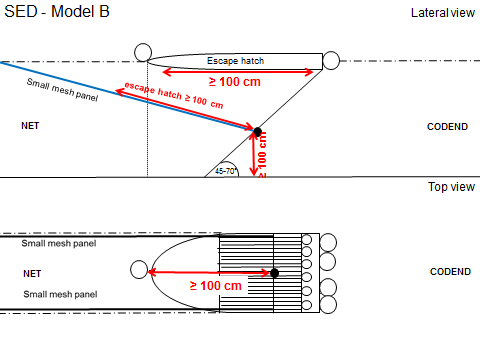 SED - Model B
Lateral view
Escape hatch
≥ 100 cm
Small mesh panel
escape hatch ≥ 100 cm
NET
CODEND
≥ 100 cm
45-70°
Top view
Small mesh panel
NET
CODEND
≥ 100 cm
Small mesh panel